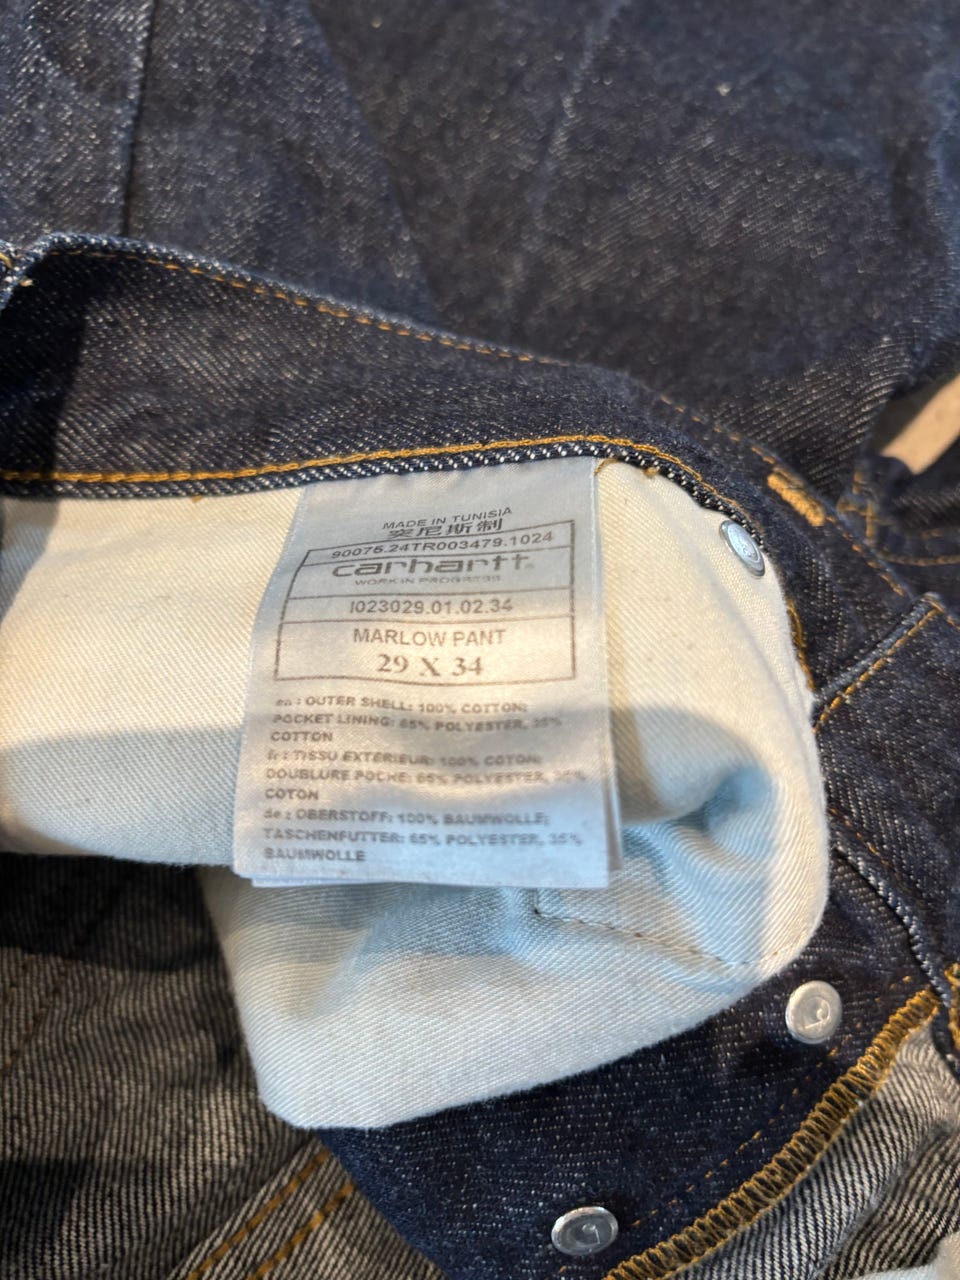 MADE IN TUNISIA
突尼斯制
90075.24TR003479.1024
carhartt®
WORK IN PROGRESS
I023029.01.02.34
MARLOW PANT
29 X 34
en : OUTER SHELL: 100% COTTON;
POCKET LINING: 65% POLYESTER, 35%
COTTON
fr : TISSU EXTERIEUR: 100% COTON;
DOUBLURE POCHE: 65% POLYESTER, 35%
COTON
de : OBERSTOFF: 100% BAUMWOLLE;
TASCHENFUTTER: 65% POLYESTER, 35%
BAUMWOLLE